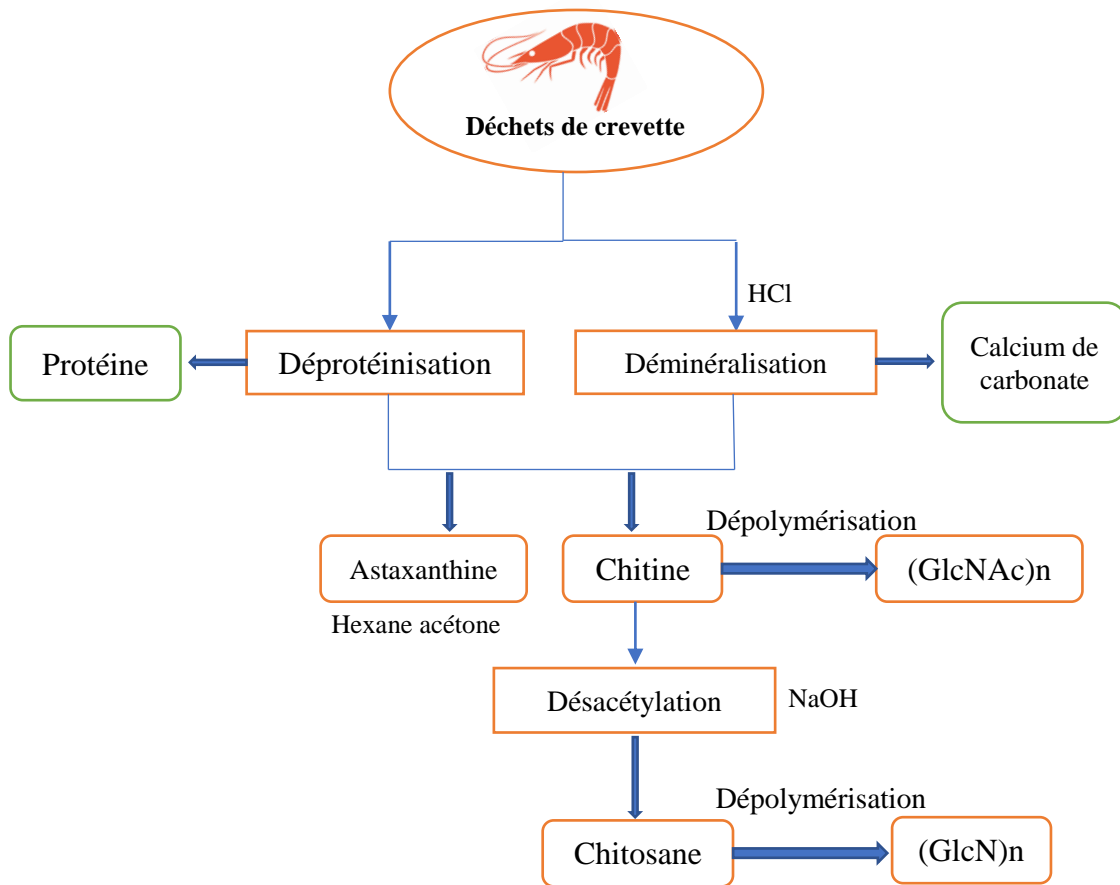 Déchets de crevette
HCl
Protéine
Déprotéinisation
Déminéralisation
Calcium de
carbonate
Dépolymérisation
Astaxanthine
Chitine
(GlcNAc)n
Hexane acétone
Désacétylation
NaOH
Dépolymérisation
Chitosane
(GlcN)n